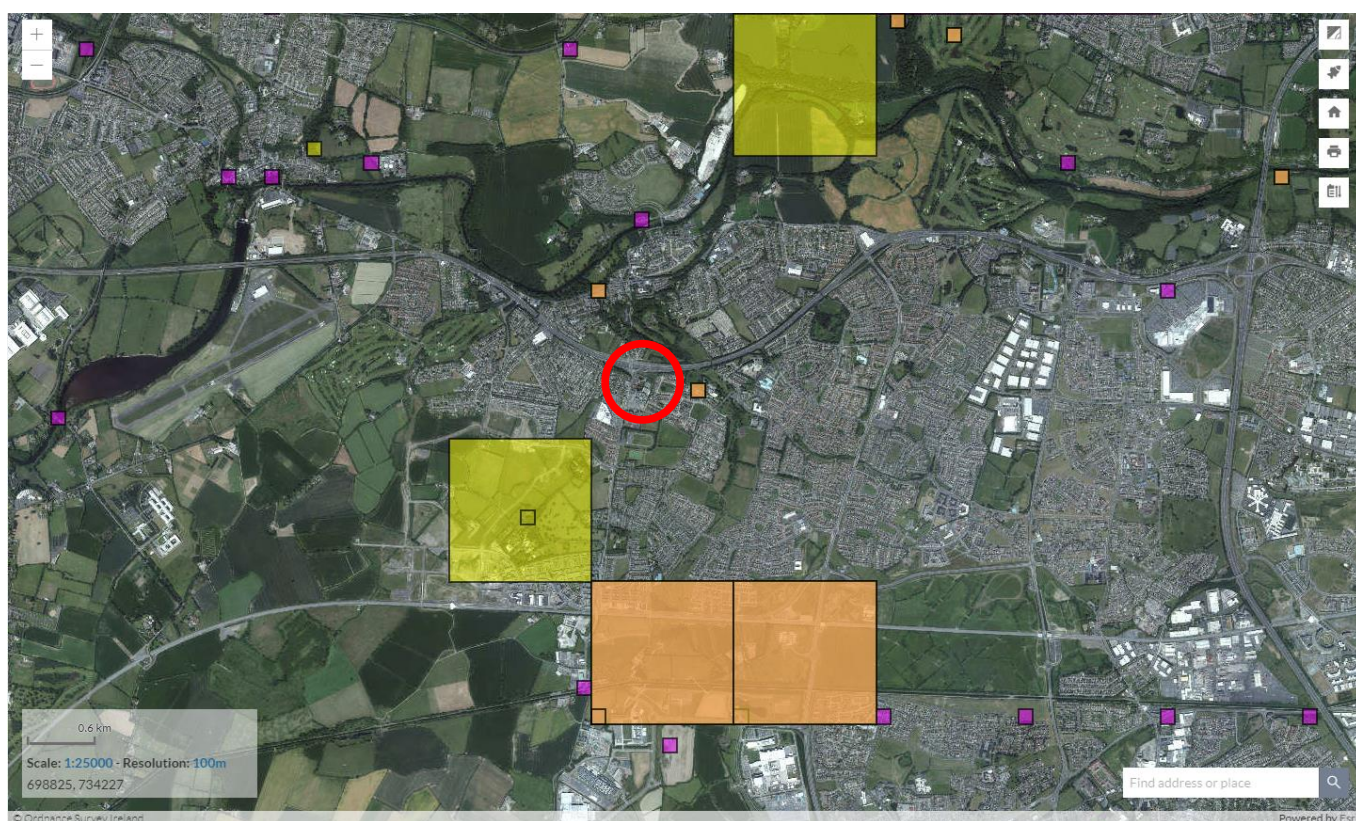 +
−
0.6 km
Scale: 1:25000 - Resolution: 100m
698825, 734227
Find address or place
© Ordnance Survey Ireland
Powered by Esri